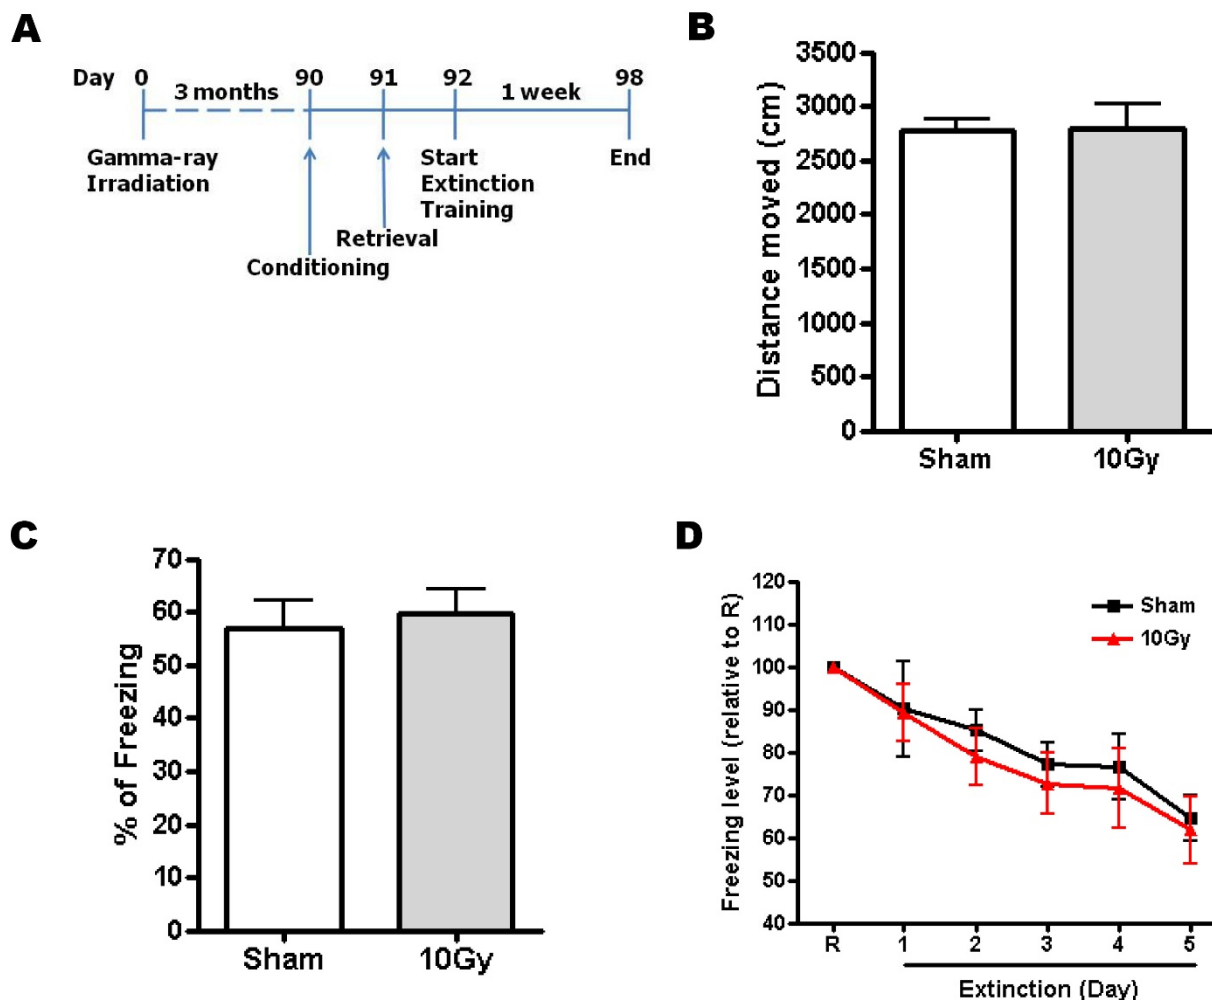 A
Day 0 90 91 92 98
3 months 1 week
Gamma-ray
Irradiation
Start
Extinction
Training
End
Retrieval
Conditioning
B
Distance moved (cm)
3500
3000
2500
2000
1500
1000
500
0
Sham 10Gy
C
% of Freezing
70
60
50
40
30
20
10
0
Sham 10Gy
D
Freezing level (relative to R)
120
110
100
90
80
70
60
50
40
Sham
10Gy
R 1 2 3 4 5
Extinction (Day)